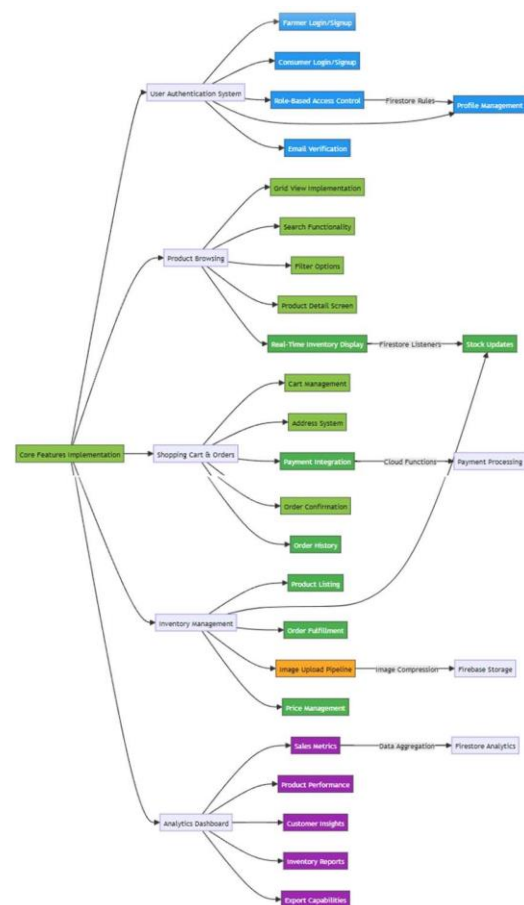 Farmer Login/Signup
Consumer Login/Signup
User Authentication System
Role-Based Access Control
Firestore Rules
Profile Management
Email Verification
Grid View Implementation
Search Functionality
Product Browsing
Filter Options
Product Detail Screen
Real-Time Inventory Display
Firestore Listeners
Stock Updates
Cart Management
Address System
Core Features Implementation
Shopping Cart & Orders
Payment Integration
Cloud Functions
Payment Processing
Order Confirmation
Order History
Product Listing
Inventory Management
Order Fulfillment
Image Upload Pipeline
Image Compression
Firebase Storage
Price Management
Sales Metrics
Data Aggregation
Firestore Analytics
Product Performance
Analytics Dashboard
Customer Insights
Inventory Reports
Export Capabilities